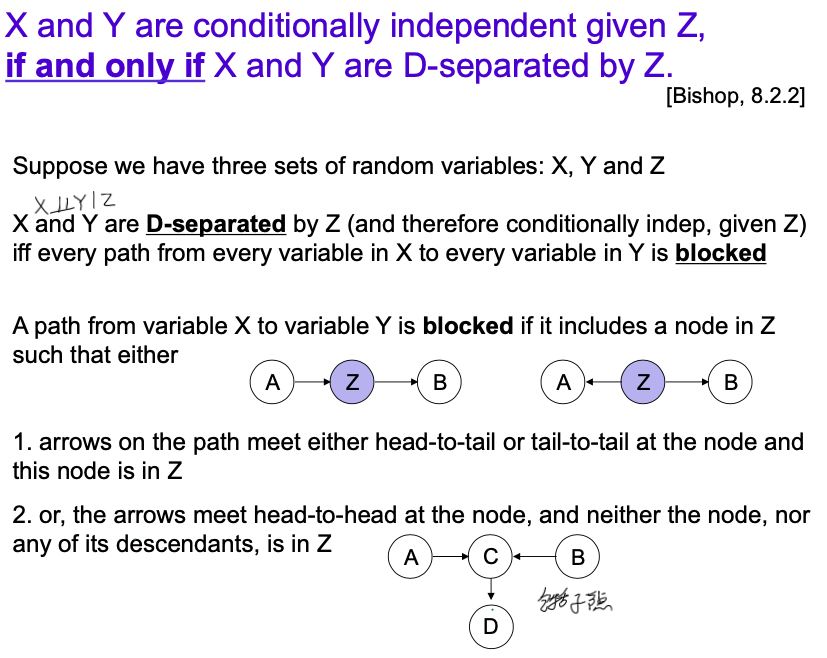 X and Y are conditionally independent given Z,
if and only if X and Y are D-separated by Z.
[Bishop, 8.2.2]
Suppose we have three sets of random variables: X, Y and Z
X⫫Y|Z
X and Y are D-separated by Z (and therefore conditionally indep, given Z)
iff every path from every variable in X to every variable in Y is blocked
A path from variable X to variable Y is blocked if it includes a node in Z
such that either
A Z B A Z B
1. arrows on the path meet either head-to-tail or tail-to-tail at the node and
this node is in Z
2. or, the arrows meet head-to-head at the node, and neither the node, nor
any of its descendants, is in Z
A C B
包括子
D